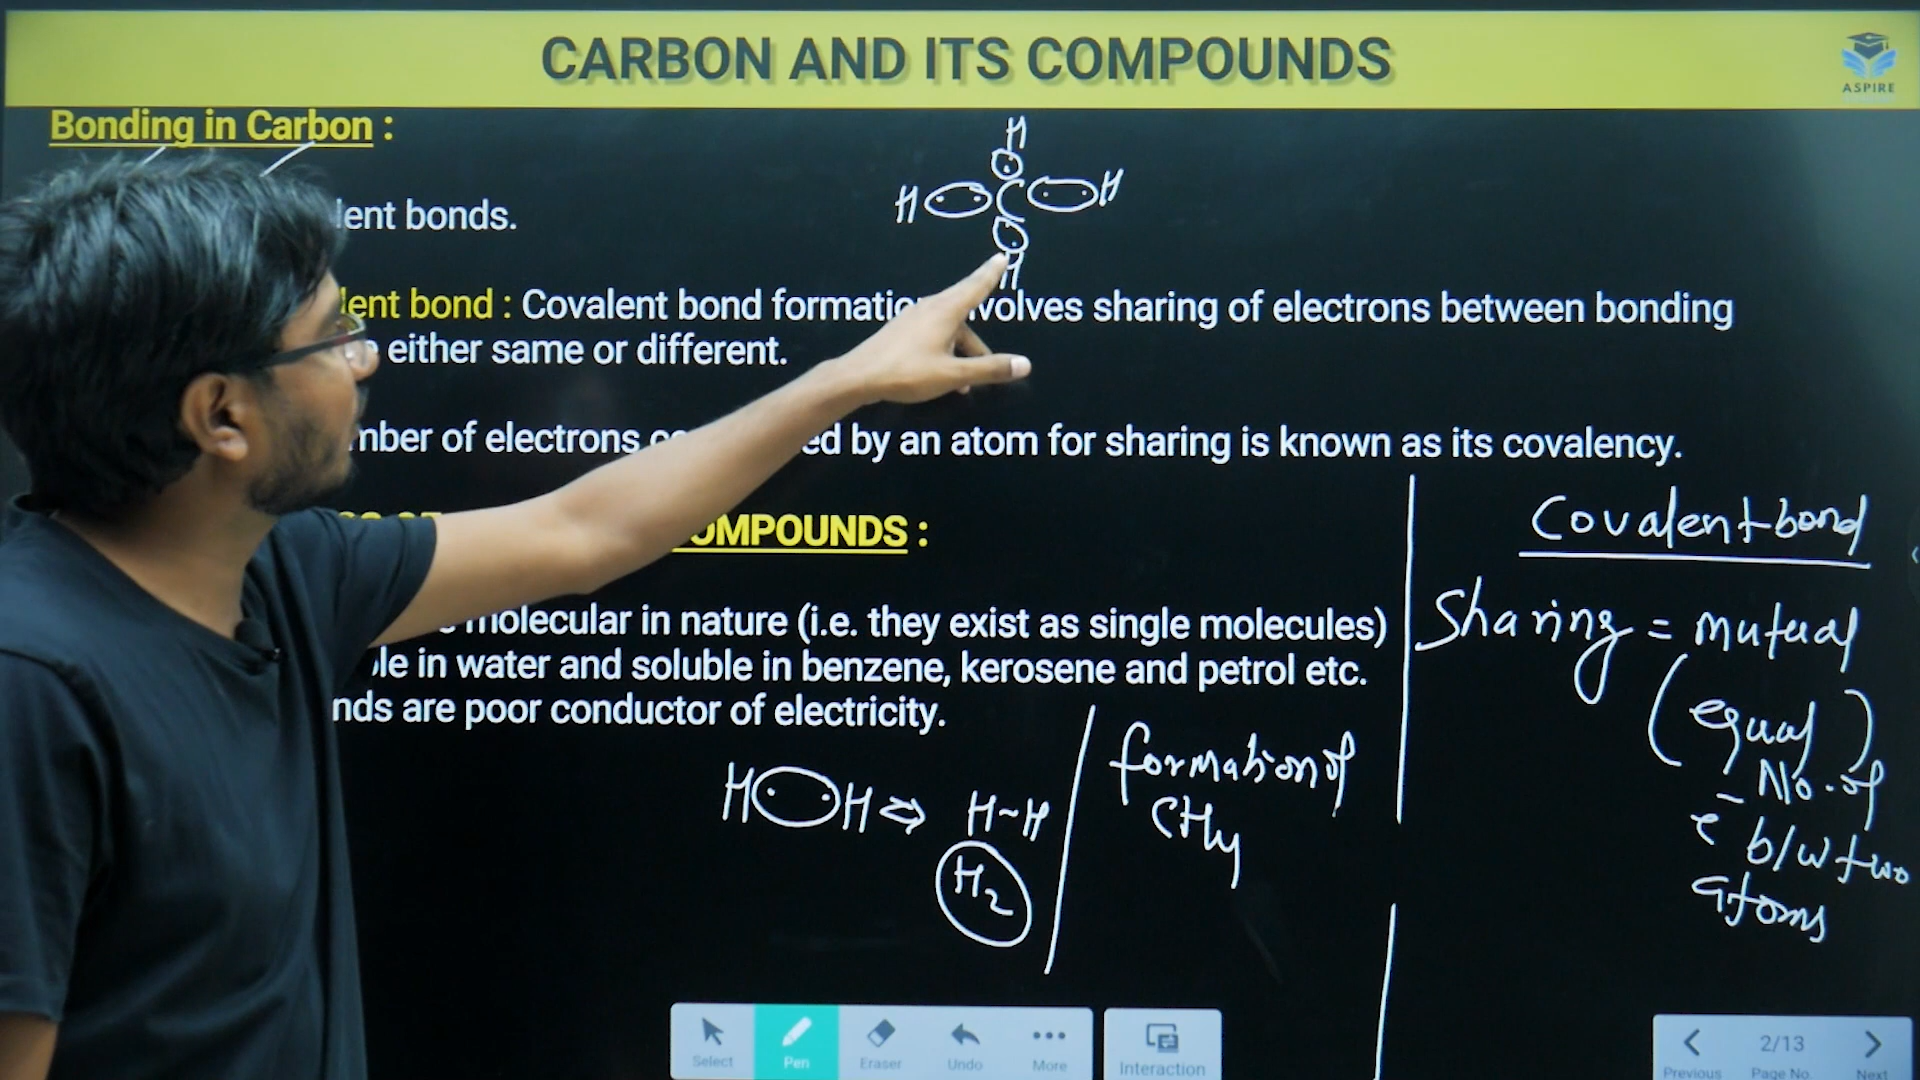 CARBON AND ITS COMPOUNDS
ASPIRE
Bonding in Carbon :
H
H C H
H
lent bonds.
lent bond : Covalent bond formatio volves sharing of electrons between bonding
either same or different.
mber of electrons ed by an atom for sharing is known as its covalency.
OMPOUNDS :
molecular in nature (i.e. they exist as single molecules)
le in water and soluble in benzene, kerosene and petrol etc.
nds are poor conductor of electricity.
H H ⇔ H-H
H2
formation of
CH4
Covalent bond
Sharing = mutual
(equal)
No. of
e⁻ b/w two
atoms
Select
Pen
Eraser
Undo
More
Interaction
Previous
2/13
Page No.
Next